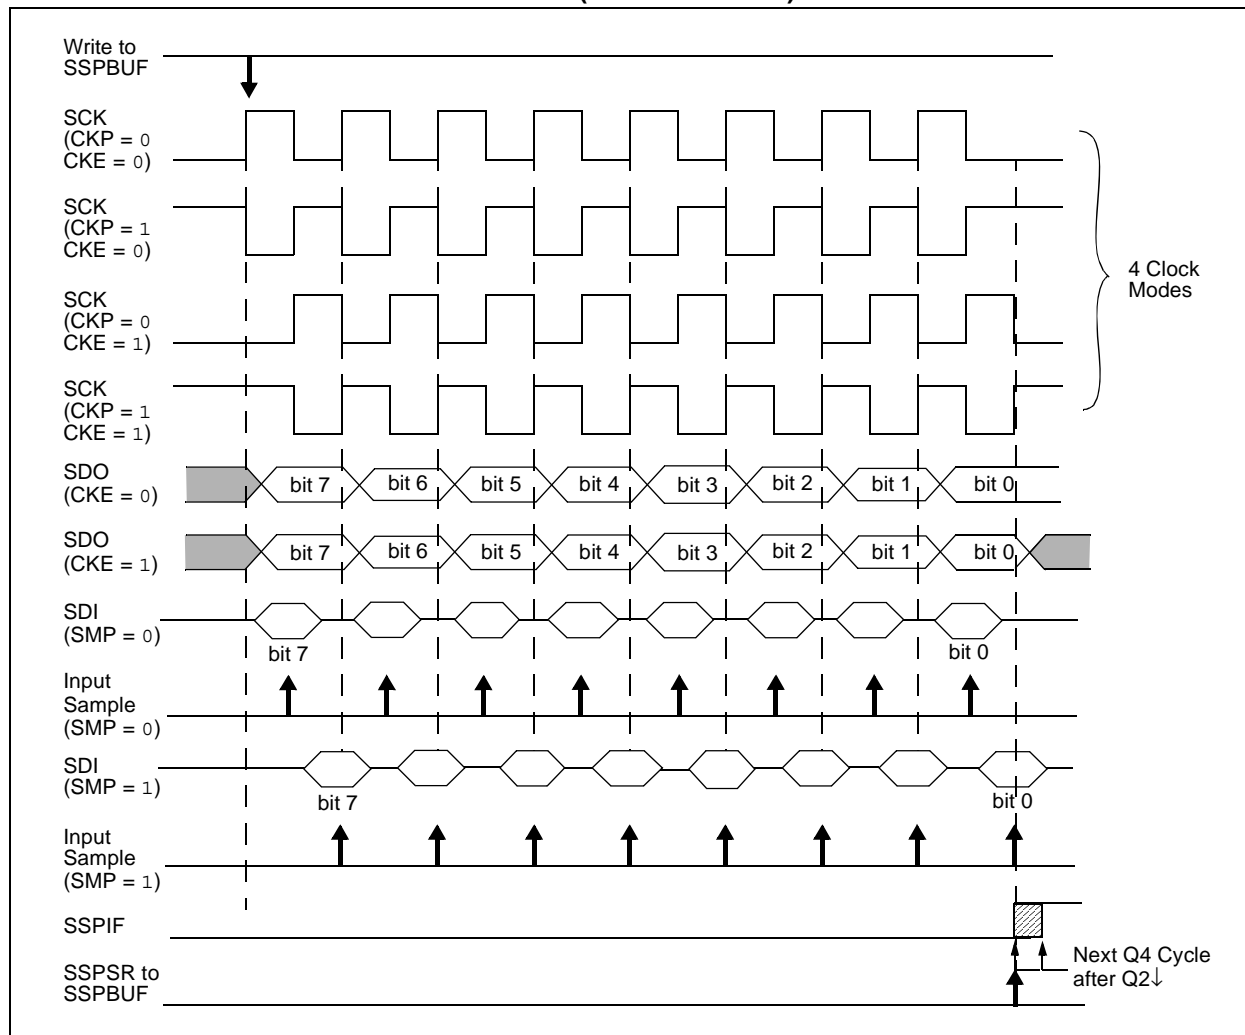 Write to
SSPBUF
SCK
(CKP = 0
CKE = 0)
SCK
(CKP = 1
CKE = 0)
4 Clock
Modes
SCK
(CKP = 0
CKE = 1)
SCK
(CKP = 1
CKE = 1)
SDO
(CKE = 0)
bit 7 bit 6 bit 5 bit 4 bit 3 bit 2 bit 1 bit 0
SDO
(CKE = 1)
bit 7 bit 6 bit 5 bit 4 bit 3 bit 2 bit 1 bit 0
SDI
(SMP = 0)
bit 7 bit 0
Input
Sample
(SMP = 0)
SDI
(SMP = 1)
bit 7 bit 0
Input
Sample
(SMP = 1)
SSPIF
Next Q4 Cycle
after Q2↓
SSPSR to
SSPBUF